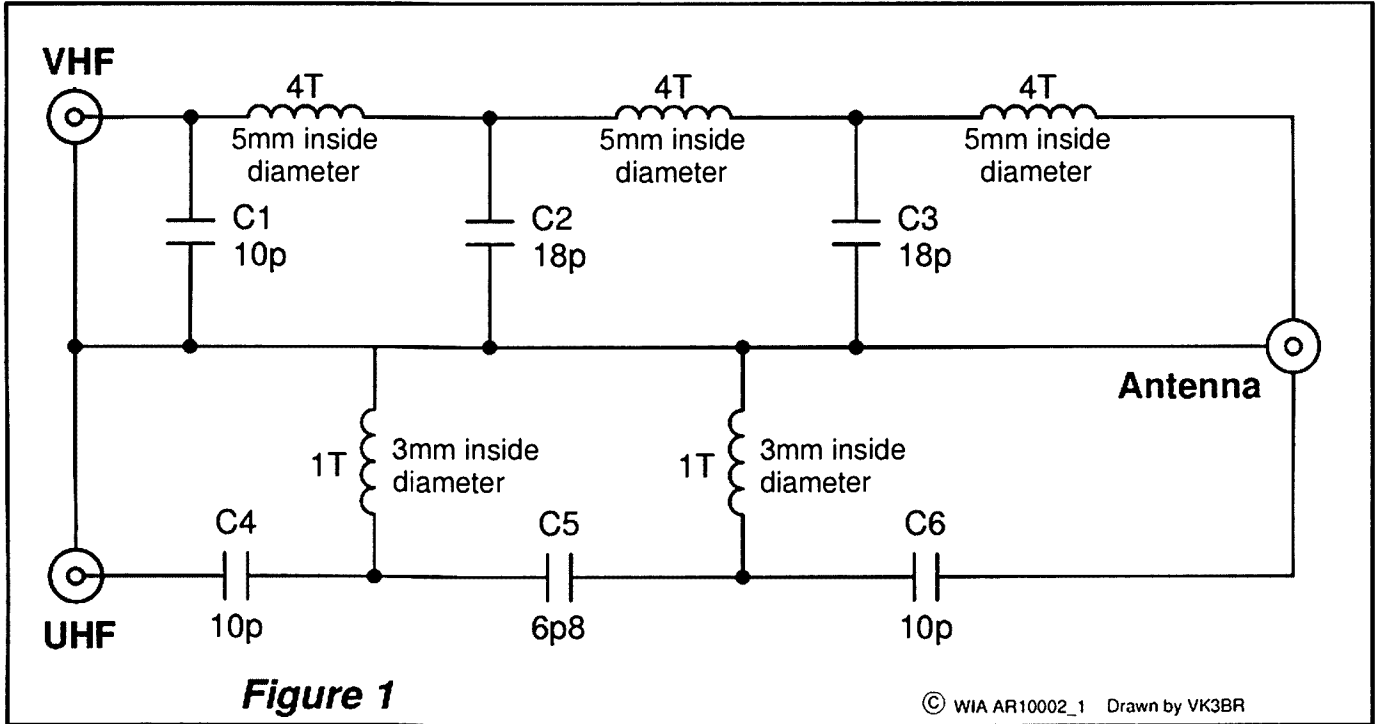 VHF
4T
5mm inside
diameter
4T
5mm inside
diameter
4T
5mm inside
diameter
C1
10p
C2
18p
C3
18p
Antenna
1T
3mm inside
diameter
1T
3mm inside
diameter
C4
10p
C5
6p8
C6
10p
UHF
Figure 1
© WIA AR10002_1 Drawn by VK3BR